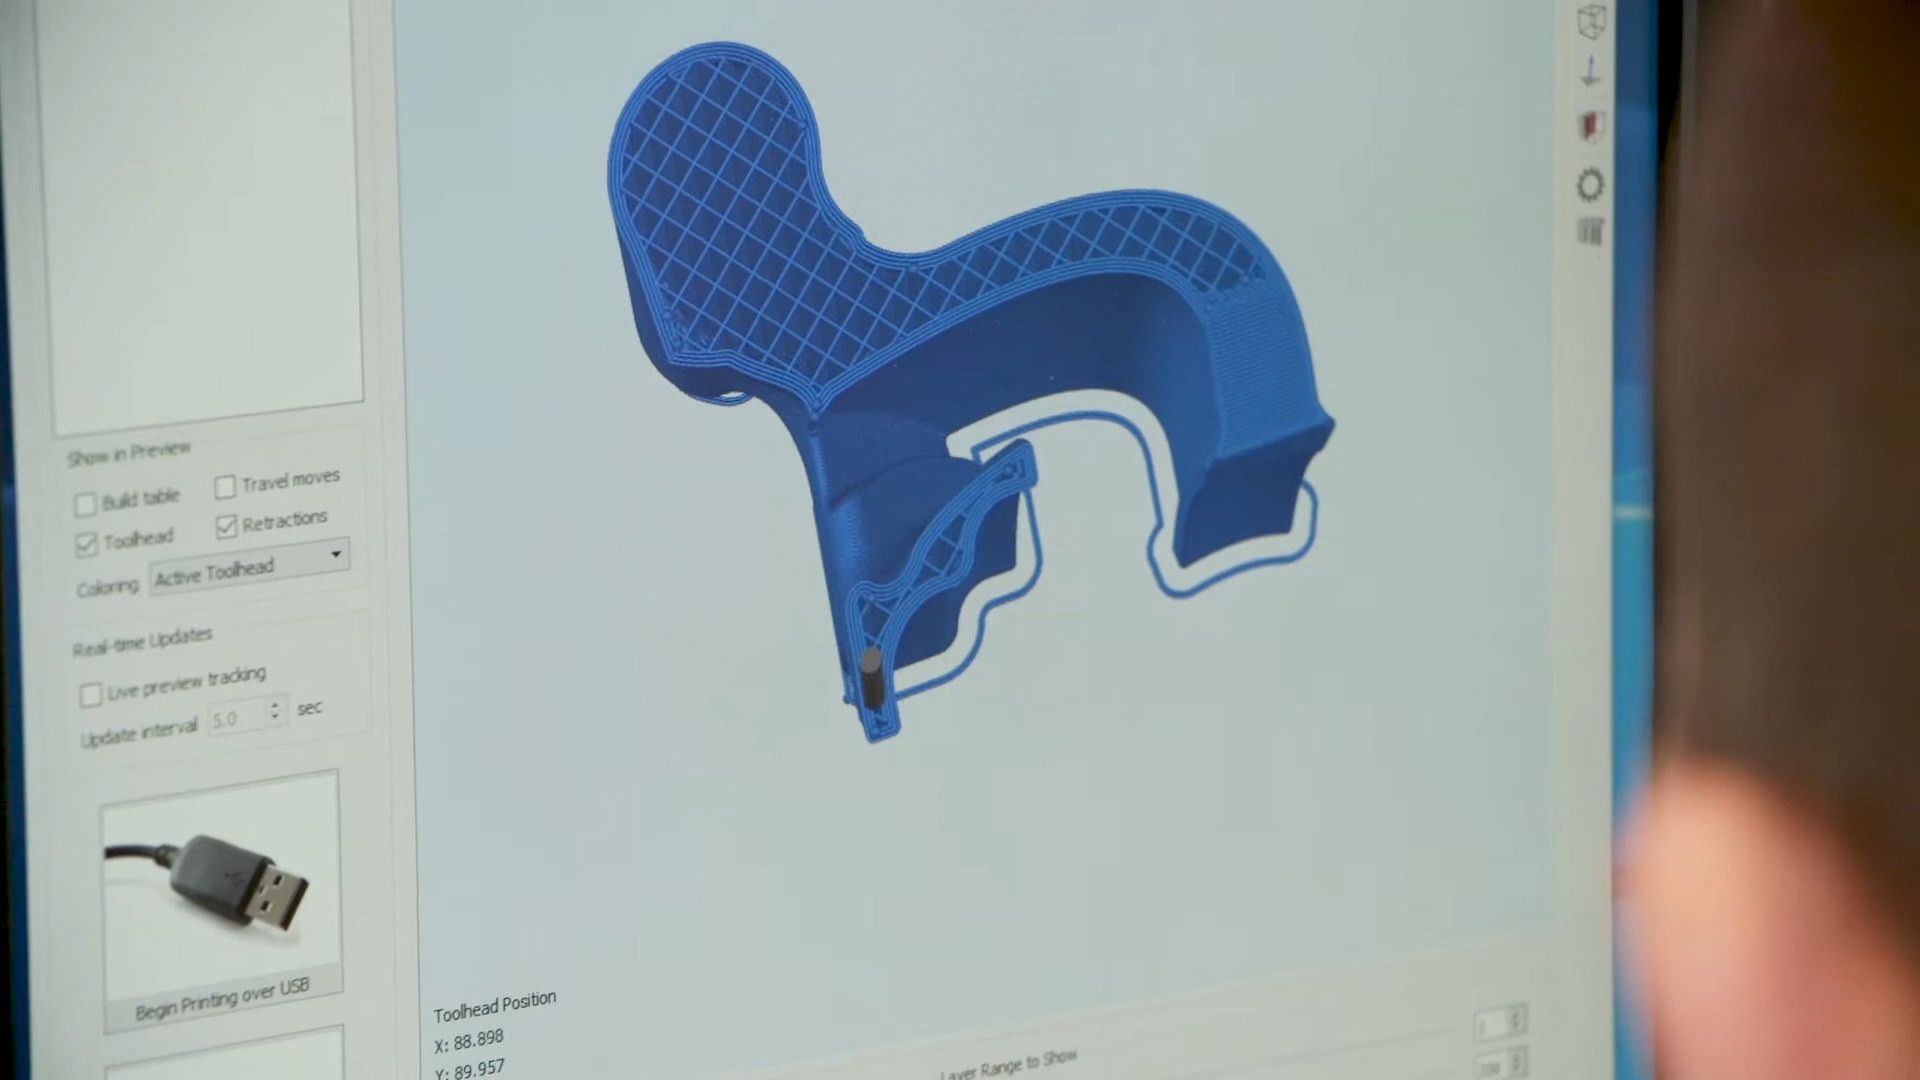 Show in Preview
Build table
Travel moves
Toolhead
Retractions
Coloring
Active Toolhead
Real-time Updates
Live preview tracking
Update interval 5.0 sec
Begin Printing over USB
Toolhead Position
X: 88.898
Y: 89.957
Layer Range to Show